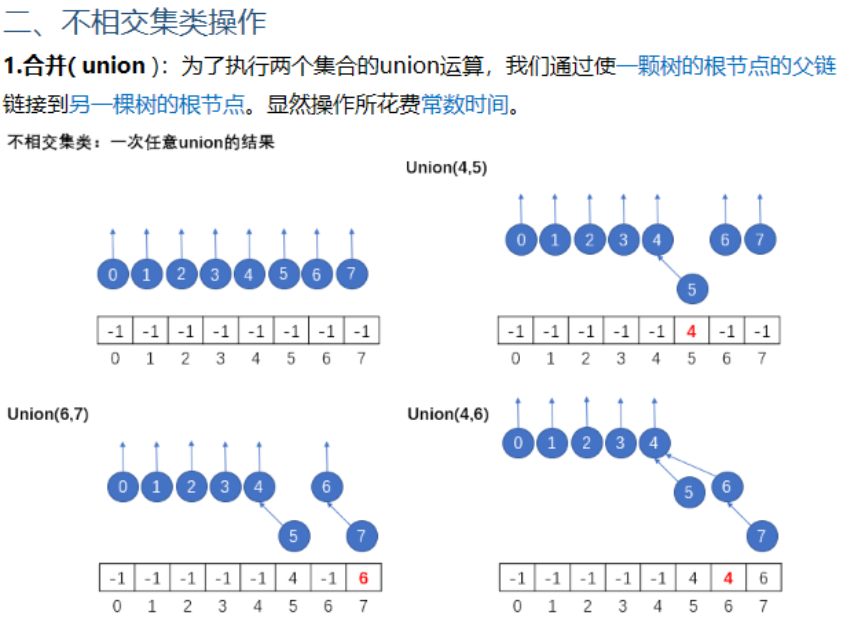 二、不相交集类操作
1.合并( union )：为了执行两个集合的union运算，我们通过使一颗树的根节点的父链
链接到另一棵树的根节点。显然操作所花费常数时间。
不相交集类：一次任意union的结果
0 1 2 3 4 5 6 7
-1 -1 -1 -1 -1 -1 -1 -1
0 1 2 3 4 5 6 7
Union(4,5)
0 1 2 3 4 6 7
5
-1 -1 -1 -1 -1 4 -1 -1
0 1 2 3 4 5 6 7
Union(6,7)
0 1 2 3 4 6
5 7
-1 -1 -1 -1 -1 4 -1 6
0 1 2 3 4 5 6 7
Union(4,6)
0 1 2 3 4
5 6
7
-1 -1 -1 -1 -1 4 4 6
0 1 2 3 4 5 6 7